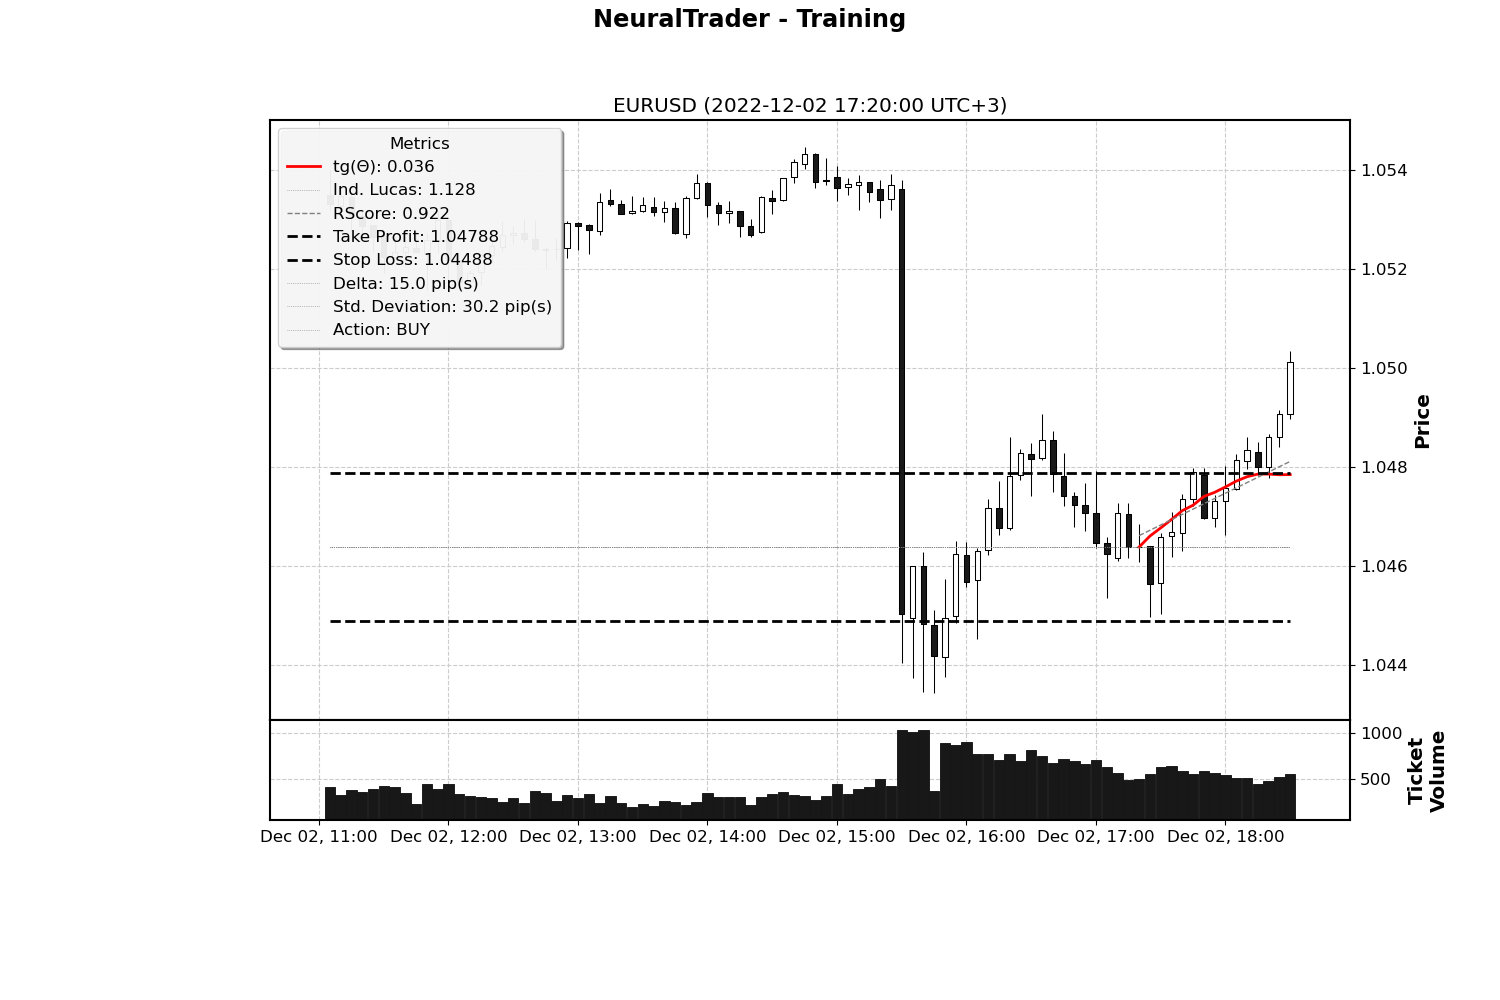 NeuralTrader - Training
EURUSD (2022-12-02 17:20:00 UTC+3)
Metrics
tg(Θ): 0.036
Ind. Lucas: 1.128
RScore: 0.922
Take Profit: 1.04788
Stop Loss: 1.04488
Delta: 15.0 pip(s)
Std. Deviation: 30.2 pip(s)
Action: BUY
1.054
1.052
1.050
1.048
1.046
1.044
Price
1000
500
Ticket
Volume
Dec 02, 11:00 Dec 02, 12:00 Dec 02, 13:00 Dec 02, 14:00 Dec 02, 15:00 Dec 02, 16:00 Dec 02, 17:00 Dec 02, 18:00